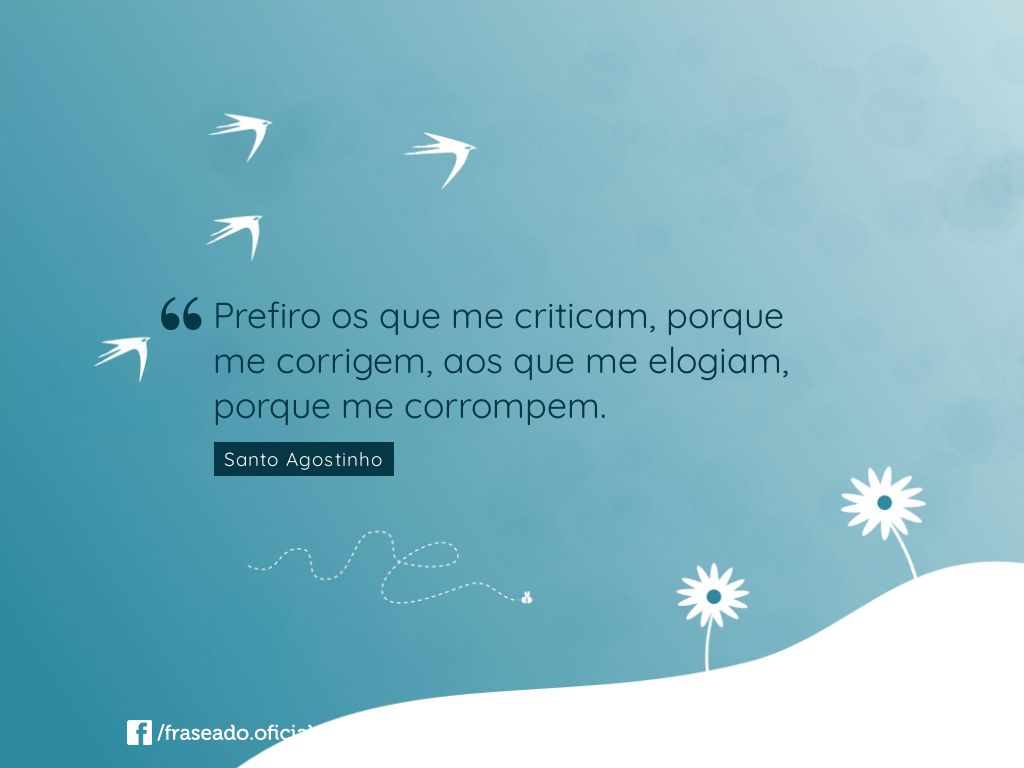 “ Prefiro os que me criticam, porque
me corrigem, aos que me elogiam,
porque me corrompem.
Santo Agostinho
/fraseado.oficial